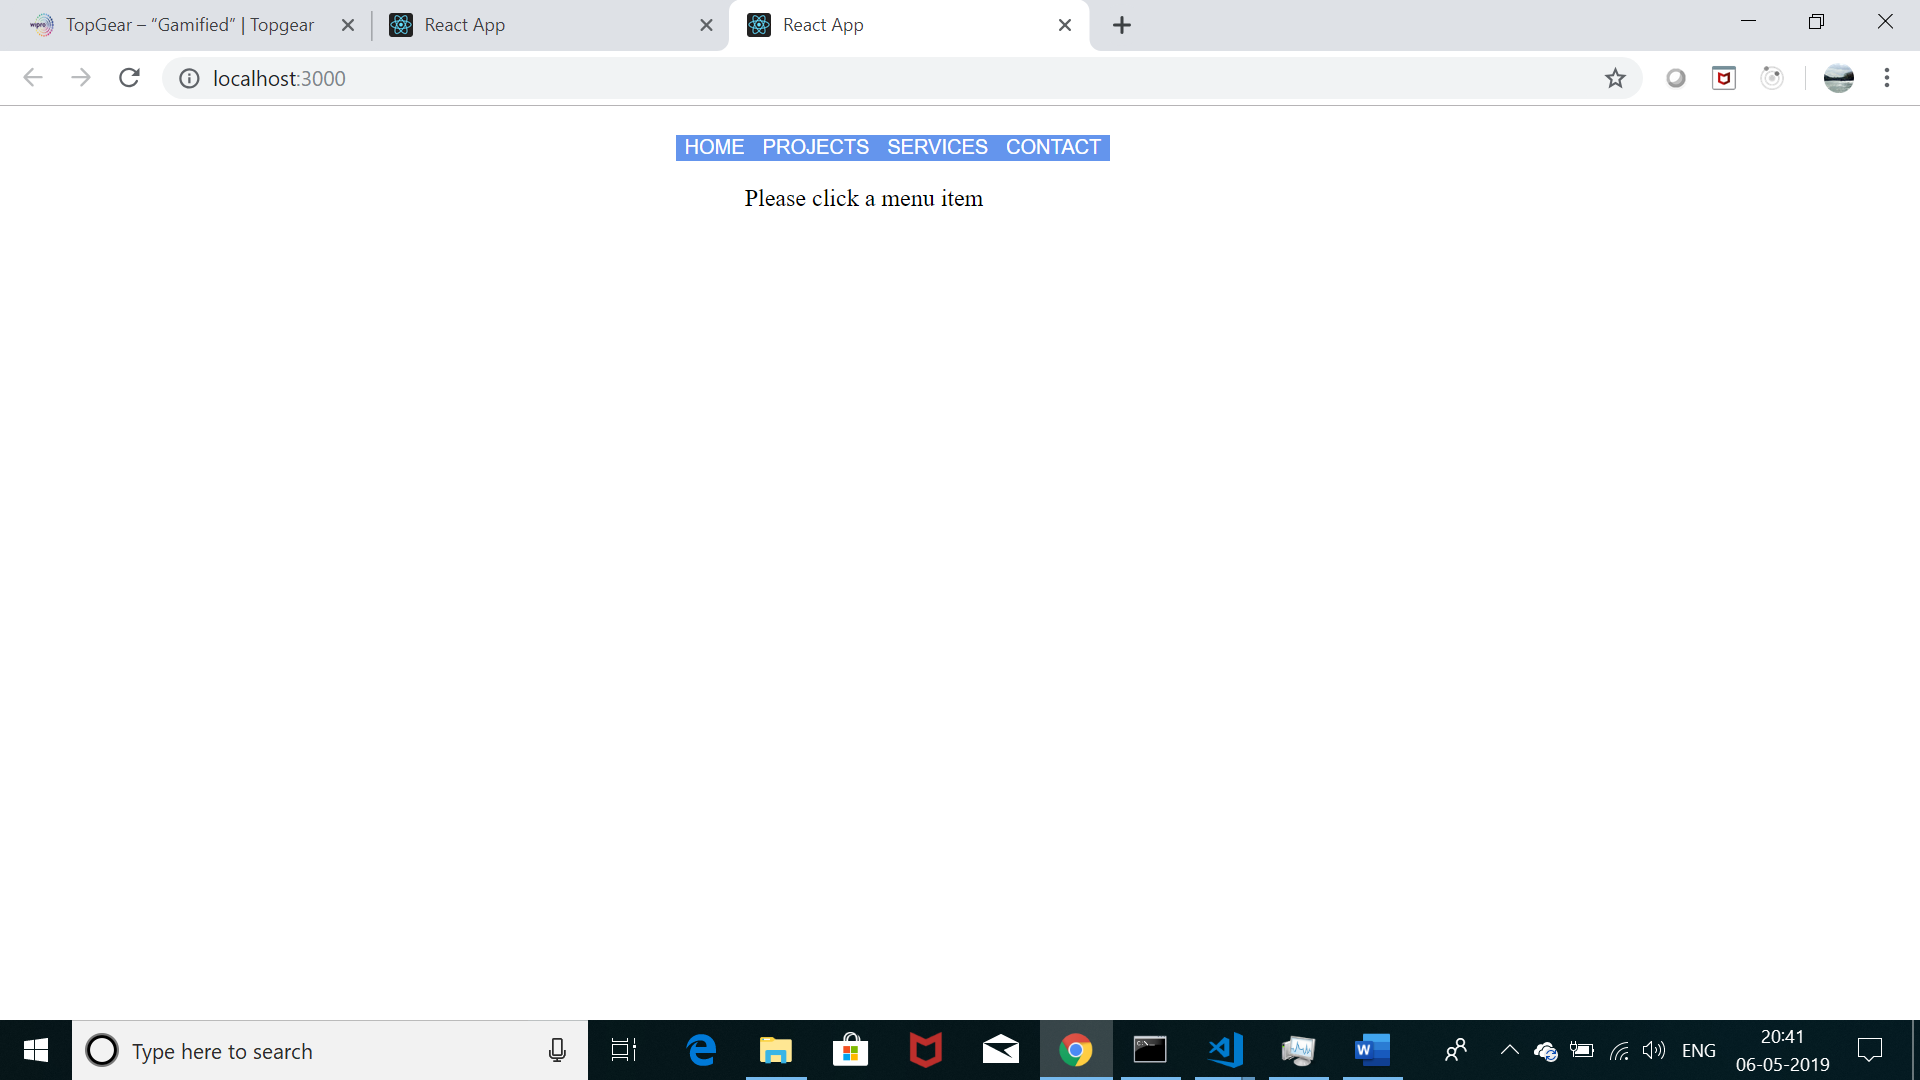 TopGear – “Gamified” | Topgear
React App
React App
localhost:3000
HOME PROJECTS SERVICES CONTACT
Please click a menu item
Type here to search
ENG
20:41
06-05-2019